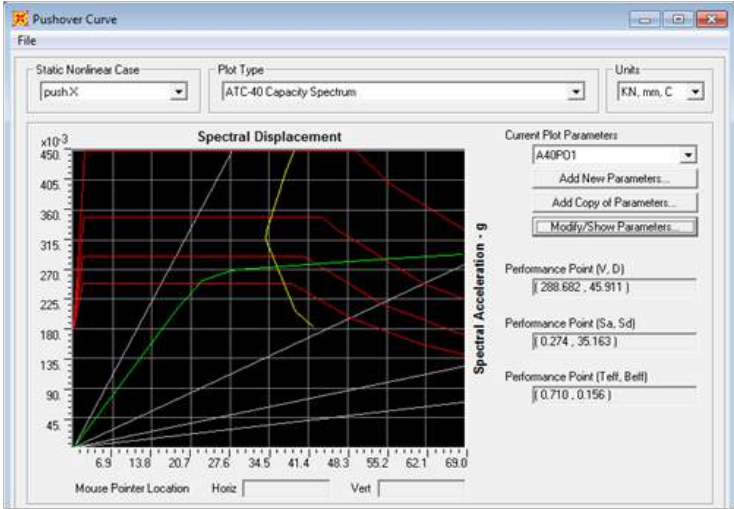 Pushover Curve
File
Static Nonlinear Case
push X
Plot Type
ATC-40 Capacity Spectrum
Units
KN, mm, C
Spectral Displacement
x10-3
450.
405.
360.
315.
270.
225.
180.
135.
90.
45.
6.9 13.8 20.7 27.6 34.5 41.4 48.3 55.2 62.1 69.0
Spectral Acceleration - g
Mouse Pointer Location Horiz Vert
Current Plot Parameters
A40PO1
Add New Parameters...
Add Copy of Parameters...
Modify/Show Parameters...
Performance Point (V, D)
( 288.682 , 45.911 )
Performance Point (Sa, Sd)
( 0.274 , 35.163 )
Performance Point (Teff, Beff)
( 0.710 , 0.156 )